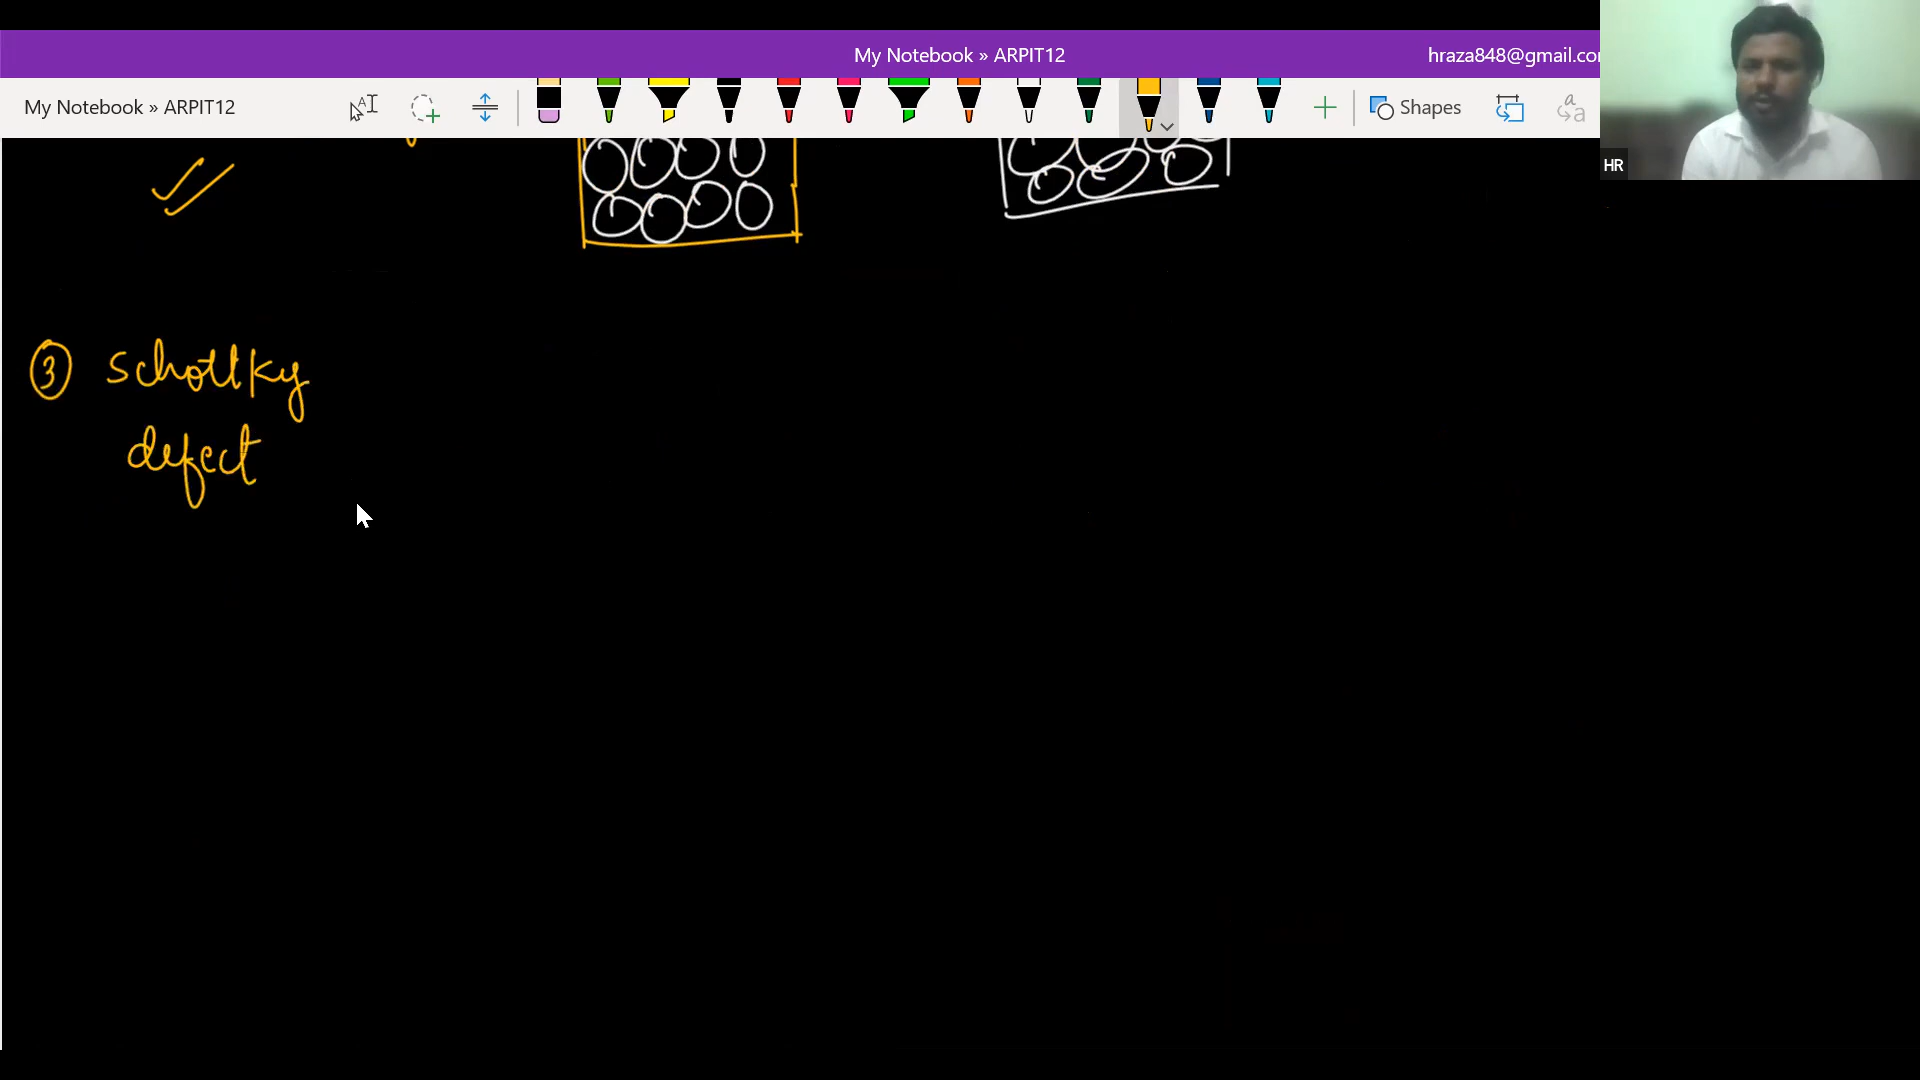 My Notebook » ARPIT12
hraza848@gmail.co
My Notebook » ARPIT12
Shapes
HR
③ Schottky
defect